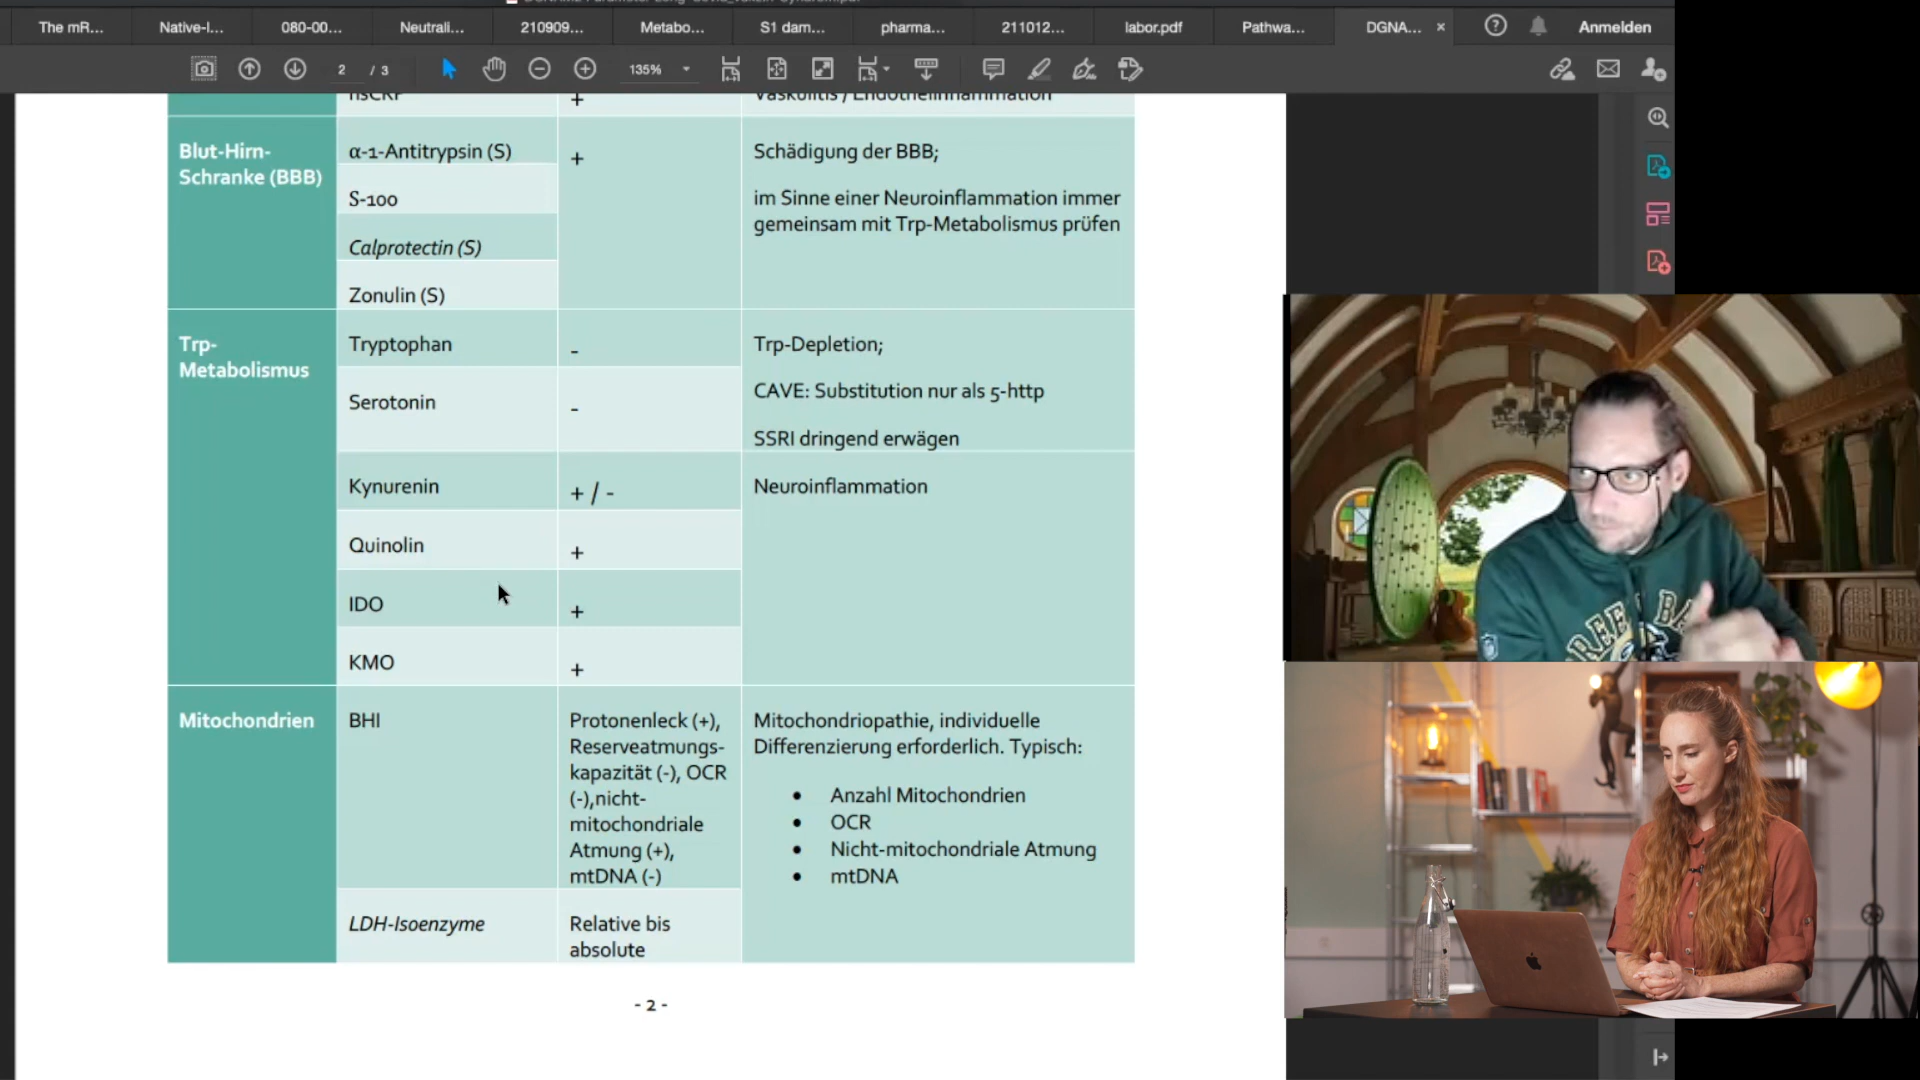 The mR...
Native-I...
080-00...
Neutrali...
210909...
Metabo...
S1 dam...
pharma...
211012...
labor.pdf
Pathwa...
DGNA...
Anmelden
2 / 3
135%
hsCRP
+
Vaskulitis / Endothelinflammation
Blut-Hirn-
Schranke (BBB)
α-1-Antitrypsin (S)
+
Schädigung der BBB;
S-100
im Sinne einer Neuroinflammation immer
gemeinsam mit Trp-Metabolismus prüfen
Calprotectin (S)
Zonulin (S)
Trp-
Metabolismus
Tryptophan
-
Trp-Depletion;
CAVE: Substitution nur als 5-http
Serotonin
-
SSRI dringend erwägen
Kynurenin
+ / -
Neuroinflammation
Quinolin
+
IDO
+
KMO
+
Mitochondrien
BHI
Protonenleck (+),
Reserveatmungs-
kapazität (-), OCR
(-),nicht-
mitochondriale
Atmung (+),
mtDNA (-)
Mitochondriopathie, individuelle
Differenzierung erforderlich. Typisch:
• Anzahl Mitochondrien
• OCR
• Nicht-mitochondriale Atmung
• mtDNA
LDH-Isoenzyme
Relative bis
absolute
- 2 -